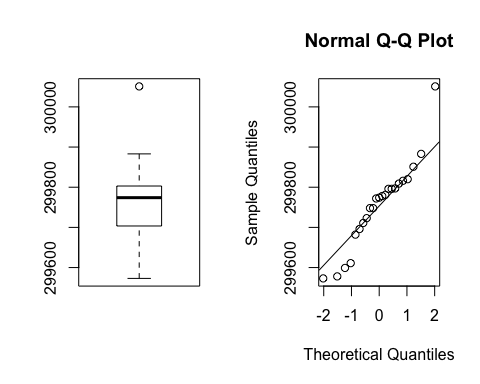 299600 299800 300000
Normal Q-Q Plot
Sample Quantiles
299600 299800 300000
-2 -1 0 1 2
Theoretical Quantiles